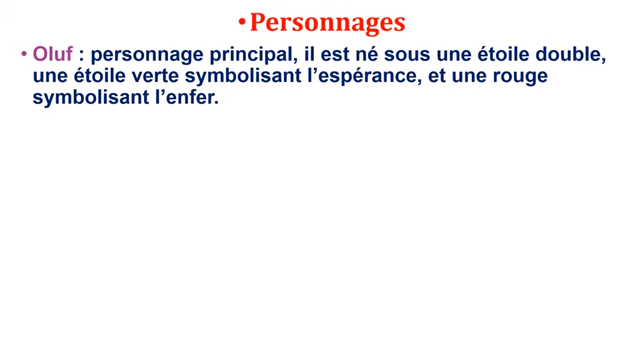 •Personnages
• Oluf : personnage principal, il est né sous une étoile double,
une étoile verte symbolisant l'espérance, et une rouge
symbolisant l'enfer.